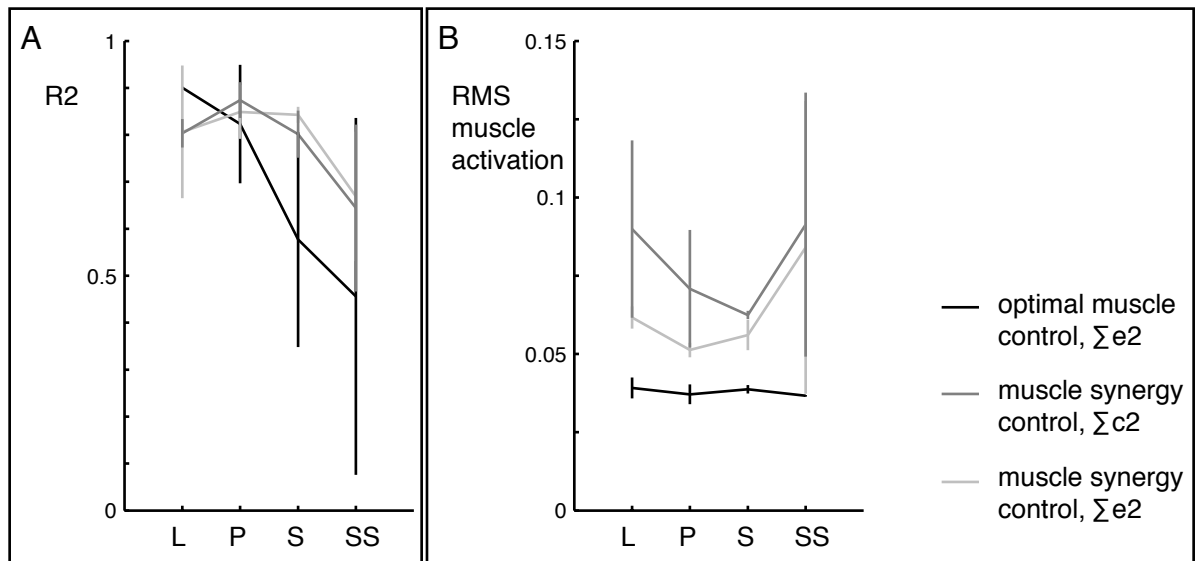 A
R2
1
0.5
0
L P S SS
B
RMS
muscle
activation
0.15
0.1
0.05
0
L P S SS
optimal muscle
control, ∑e2
muscle synergy
control, ∑c2
muscle synergy
control, ∑e2